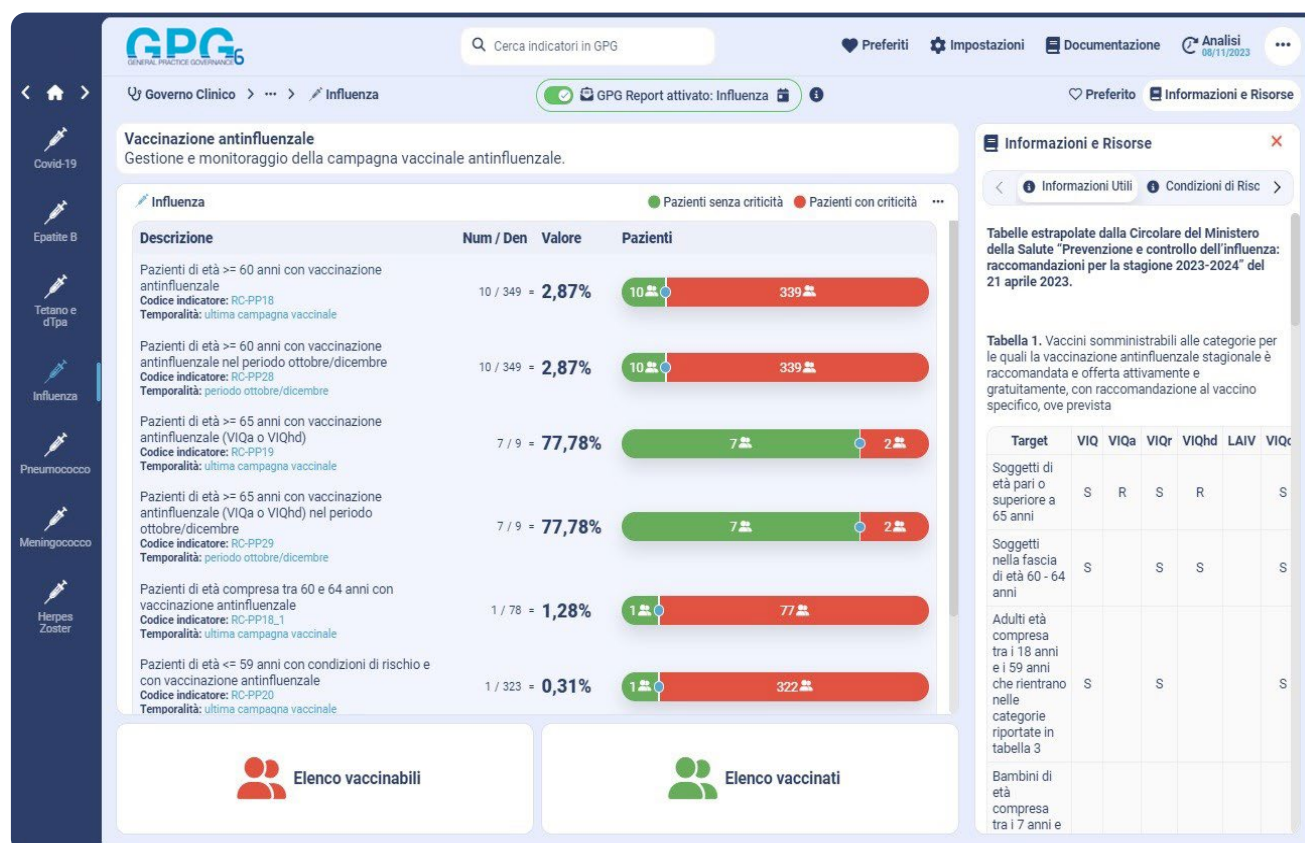 GPG6
GENERAL PRACTICE GOVERNANCE
Cerca indicatori in GPG
Preferiti
Impostazioni
Documentazione
Analisi
08/11/2023
Governo Clinico > ... > Influenza
GPG Report attivato: Influenza
Preferito
Informazioni e Risorse
Covid-19
Epatite B
Tetano e
dTpa
Influenza
Pneumococco
Meningococco
Herpes
Zoster
Vaccinazione antinfluenzale
Gestione e monitoraggio della campagna vaccinale antinfluenzale.
Influenza
Pazienti senza criticità
Pazienti con criticità
Descrizione Num / Den Valore Pazienti
Pazienti di età >= 60 anni con vaccinazione
antinfluenzale
Codice indicatore: RC-PP18
Temporalità: ultima campagna vaccinale
10 / 349 = 2,87%
10 339
Pazienti di età >= 60 anni con vaccinazione
antinfluenzale nel periodo ottobre/dicembre
Codice indicatore: RC-PP28
Temporalità: periodo ottobre/dicembre
10 / 349 = 2,87%
10 339
Pazienti di età >= 65 anni con vaccinazione
antinfluenzale (VIQa o VIQhd)
Codice indicatore: RC-PP19
Temporalità: ultima campagna vaccinale
7 / 9 = 77,78%
7 2
Pazienti di età >= 65 anni con vaccinazione
antinfluenzale (VIQa o VIQhd) nel periodo
ottobre/dicembre
Codice indicatore: RC-PP29
Temporalità: periodo ottobre/dicembre
7 / 9 = 77,78%
7 2
Pazienti di età compresa tra 60 e 64 anni con
vaccinazione antinfluenzale
Codice indicatore: RC-PP18_1
Temporalità: ultima campagna vaccinale
1 / 78 = 1,28%
1 77
Pazienti di età <= 59 anni con condizioni di rischio e
con vaccinazione antinfluenzale
Codice indicatore: RC-PP20
Temporalità: ultima campagna vaccinale
1 / 323 = 0,31%
1 322
Elenco vaccinabili
Elenco vaccinati
Informazioni e Risorse
Informazioni Utili
Condizioni di Risc
Tabelle estrapolate dalla Circolare del Ministero
della Salute “Prevenzione e controllo dell’influenza:
raccomandazioni per la stagione 2023-2024” del
21 aprile 2023.
Tabella 1. Vaccini somministrabili alle categorie per
le quali la vaccinazione antinfluenzale stagionale è
raccomandata e offerta attivamente e
gratuitamente, con raccomandazione al vaccino
specifico, ove prevista
Target VIQ VIQa VIQr VIQhd LAIV VIQc
Soggetti di
età pari o
superiore a
65 anni
S R S R S
Soggetti
nella fascia
di età 60 - 64
anni
S S S S
Adulti età
compresa
tra i 18 anni
e i 59 anni
che rientrano
nelle
categorie
riportate in
tabella 3
S S S
Bambini di
età
compresa
tra i 7 anni e